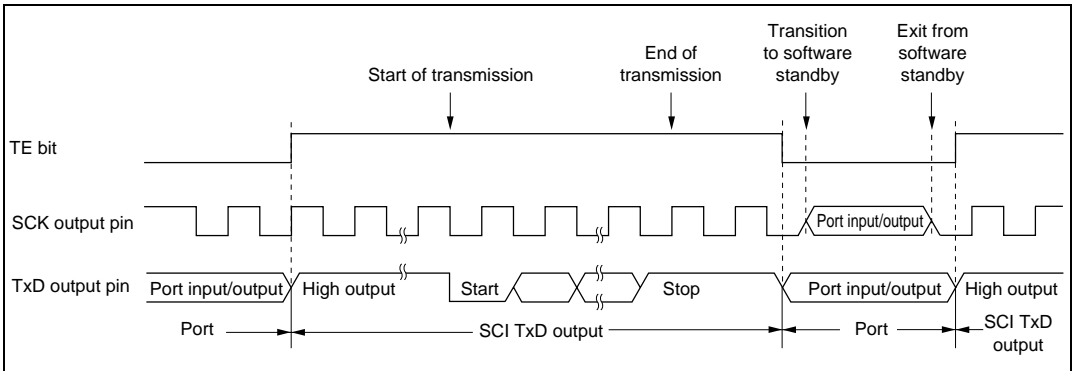 Transition
to software
standby
Exit from
software
standby
End of
transmission
Start of transmission
TE bit
SCK output pin
Port input/output
TxD output pin
Port input/output
High output
Start
Stop
Port input/output
High output
Port
SCI TxD output
Port
SCI TxD
output